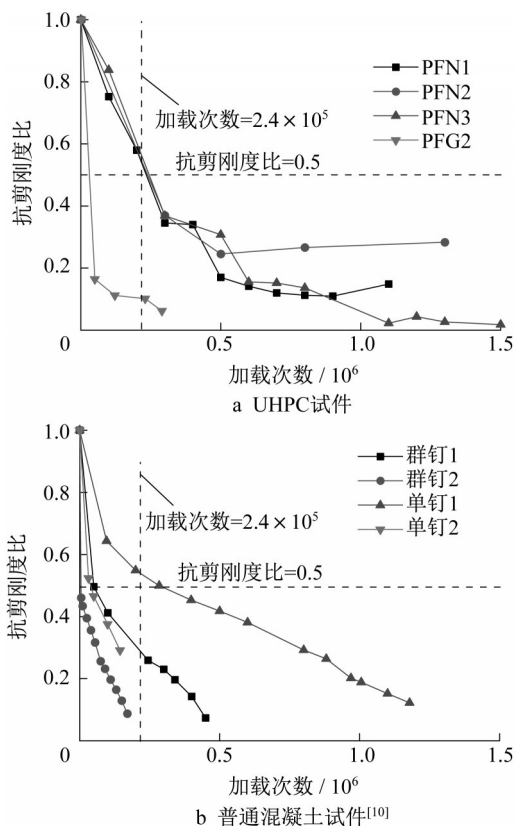 1.0
0.8
0.6
0.4
0.2
0
0.5
1.0
1.5
抗剪刚度比
加载次数 / 10⁶
PFN1
PFN2
PFN3
PFG2
加载次数=2.4×10⁵
抗剪刚度比=0.5
a UHPC试件
1.0
0.8
0.6
0.4
0.2
0
0.5
1.0
1.5
抗剪刚度比
加载次数 / 10⁶
群钉1
群钉2
单钉1
单钉2
加载次数=2.4×10⁵
抗剪刚度比=0.5
b 普通混凝土试件[10]